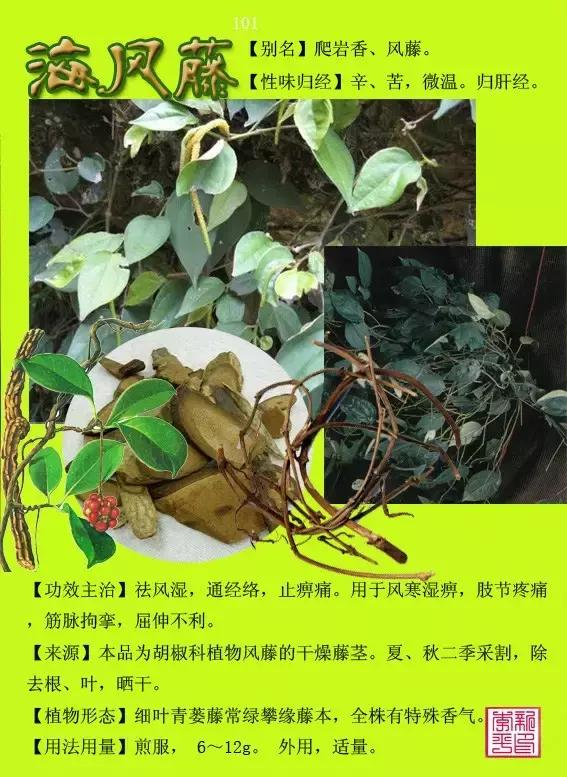 101
海风藤
【别名】爬岩香、风藤。
【性味归经】辛、苦，微温。归肝经。
【功效主治】祛风湿，通经络，止痹痛。用于风寒湿痹，肢节疼痛
，筋脉拘挛，屈伸不利。
【来源】本品为胡椒科植物风藤的干燥藤茎。夏、秋二季采割，除
去根、叶，晒干。
【植物形态】细叶青蒌藤常绿攀缘藤本，全株有特殊香气。
【用法用量】煎服， 6～12g。 外用，适量。